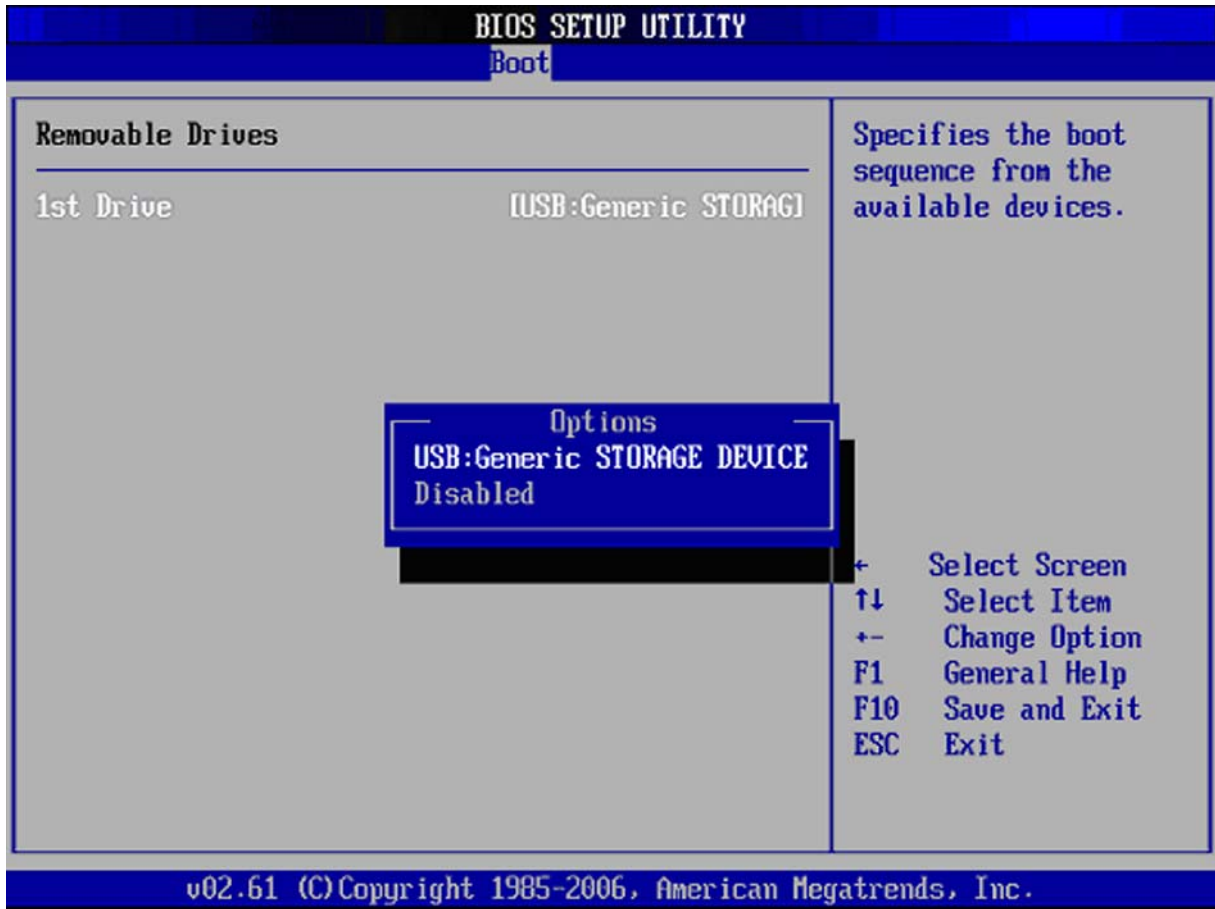 BIOS SETUP UTILITY
Boot
Removable Drives
1st Drive [USB:Generic STORAG]
Specifies the boot
sequence from the
available devices.
Options
USB:Generic STORAGE DEVICE
Disabled
← Select Screen
↑↓ Select Item
+- Change Option
F1 General Help
F10 Save and Exit
ESC Exit
v02.61 (C)Copyright 1985-2006, American Megatrends, Inc.